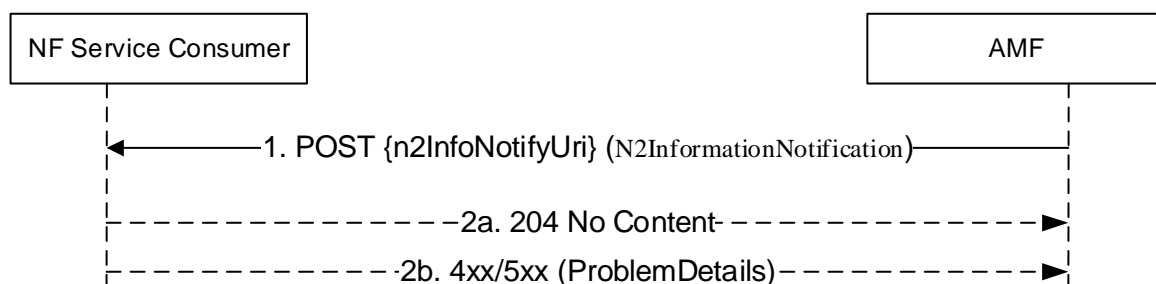 NF Service Consumer
AMF
1. POST {n2InfoNotifyUri} (N2InformationNotification)
2a. 204 No Content
2b. 4xx/5xx (ProblemDetails)